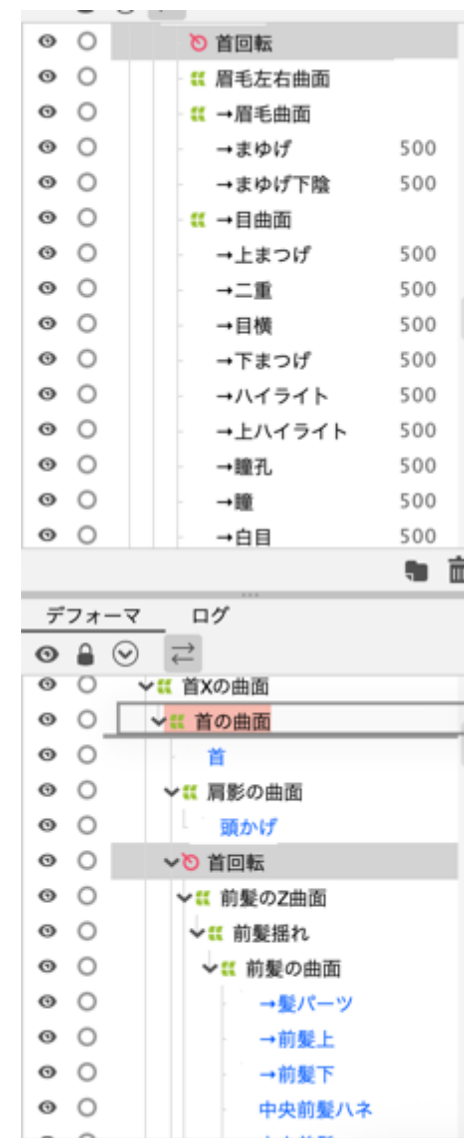 首回転
眉毛左右曲面
→眉毛曲面
→まゆげ 500
→まゆげ下陰 500
→目曲面
→上まつげ 500
→二重 500
→目横 500
→下まつげ 500
→ハイライト 500
→上ハイライト 500
→瞳孔 500
→瞳 500
→白目 500
デフォーマ ログ
首Xの曲面
首の曲面
首
肩影の曲面
頭かげ
首回転
前髪のZ曲面
前髪揺れ
前髪の曲面
→髪パーツ
→前髪上
→前髪下
中央前髪ハネ